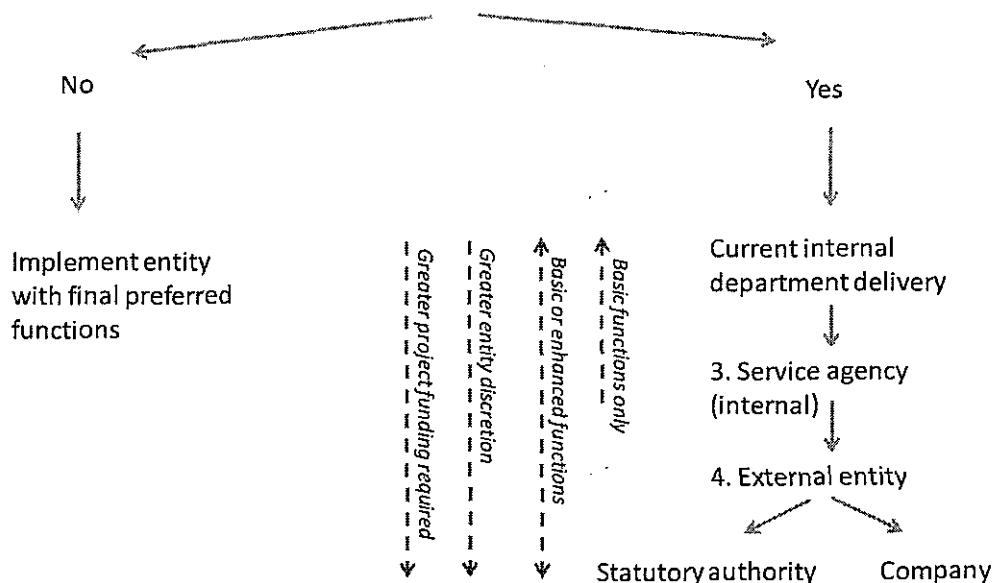 No
Yes
Implement entity
with final preferred
functions
Greater project funding required
Greater entity discretion
Basic or enhanced functions
Basic functions only
Current internal
department delivery
3. Service agency
(internal)
4. External entity
Statutory authority
Company